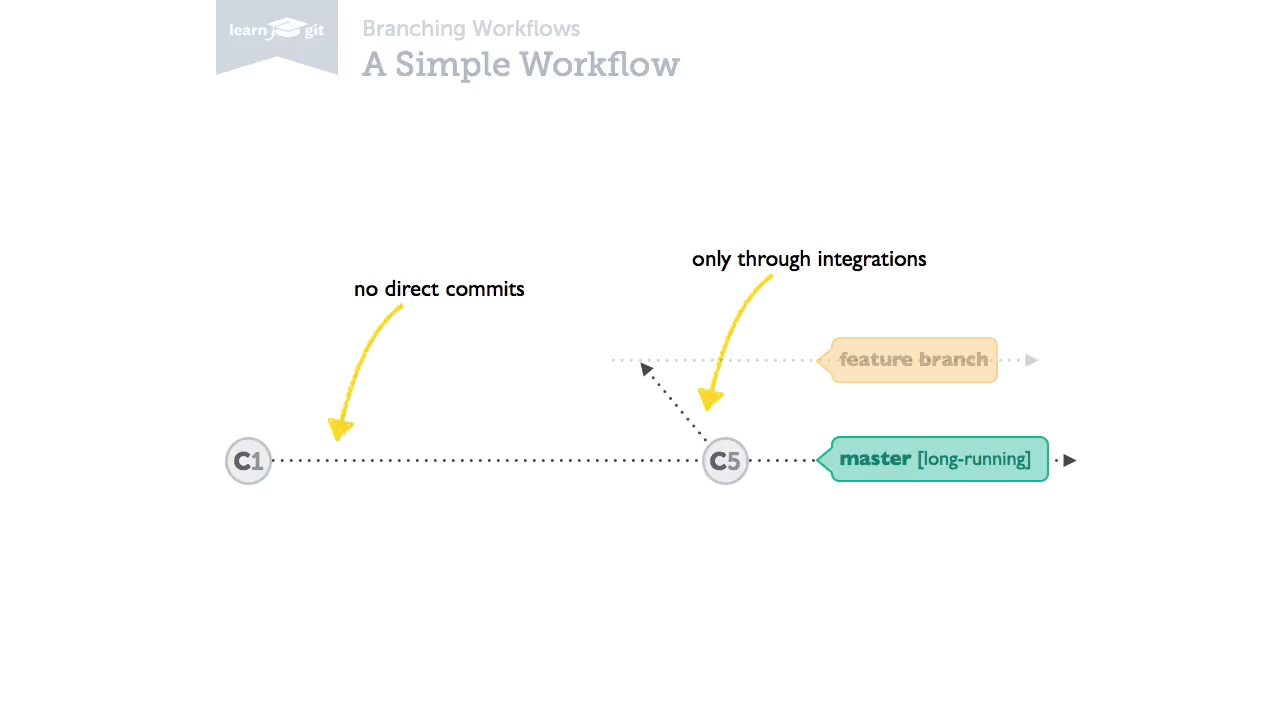 learn git
Branching Workflows
A Simple Workflow
only through integrations
no direct commits
feature branch
C1
C5
master [long-running]